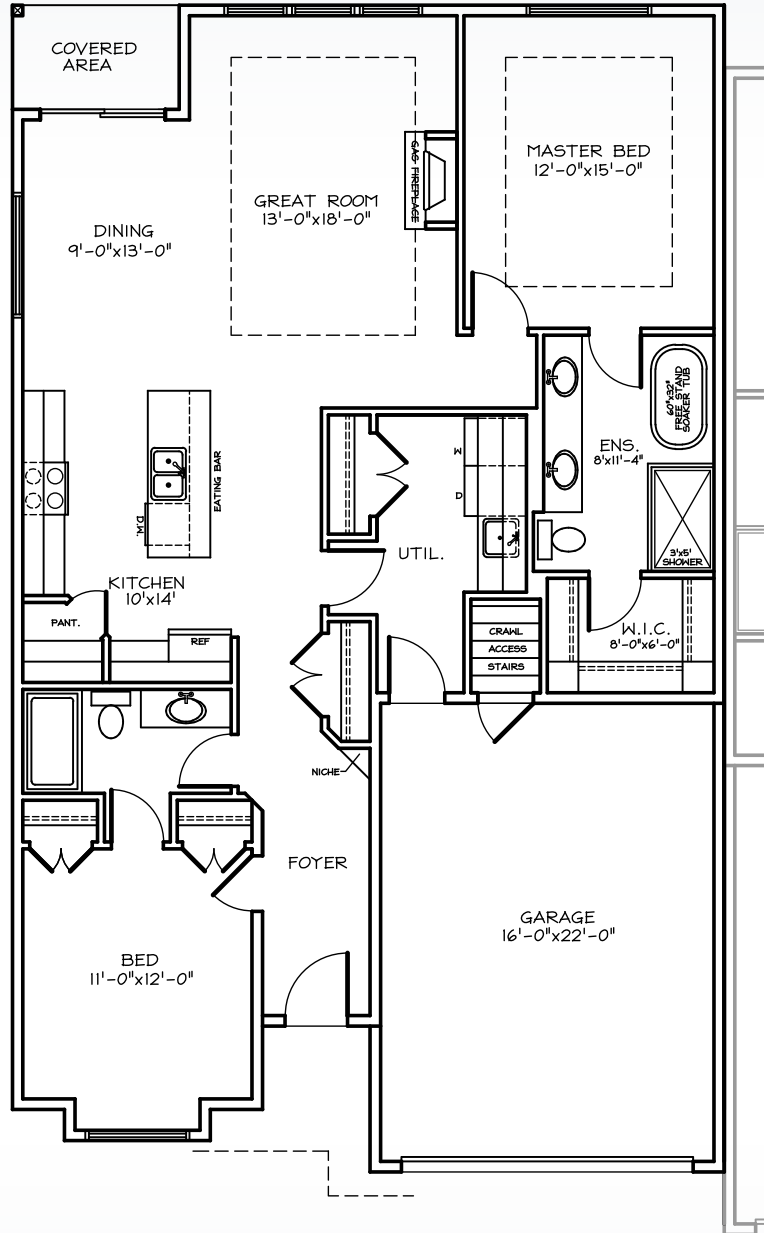 COVERED
AREA
MASTER BED
12'-0"x15'-0"
GAS FIREPLACE
GREAT ROOM
13'-0"x18'-0"
DINING
9'-0"x13'-0"
60"x32"
FREE STAND
SOAKER TUB
ENS.
8'x11'-4"
W
D
EATING BAR
D.W.
UTIL.
3'x5'
SHOWER
KITCHEN
10'x14'
PANT.
REF
CRAWL
ACCESS
STAIRS
W.I.C.
8'-0"x6'-0"
NICHE
FOYER
GARAGE
16'-0"x22'-0"
BED
11'-0"x12'-0"